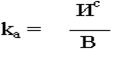 kₐ = Иᶜ / В